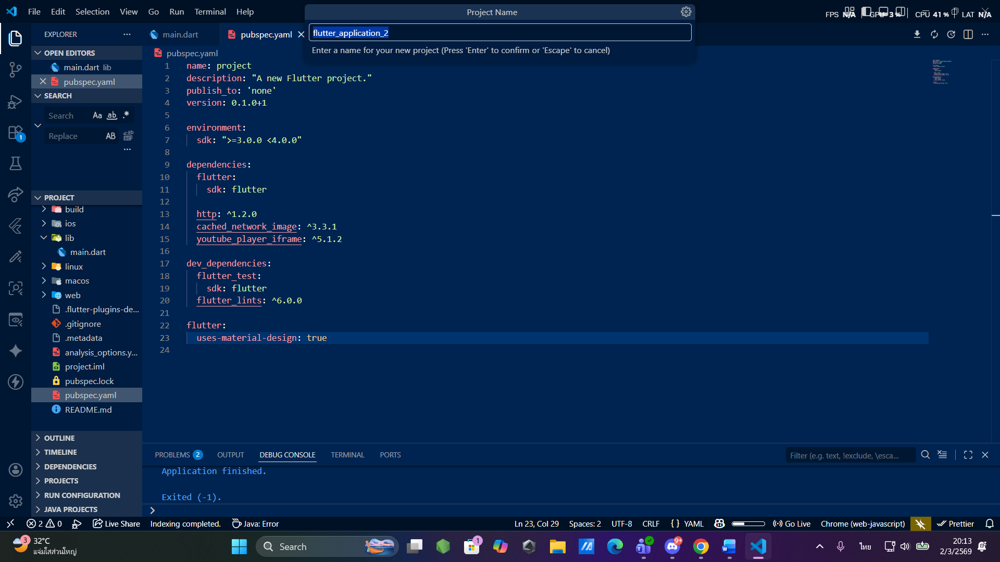 File Edit Selection View Go Run Terminal Help
Project Name
FPS N/A GPU 3 % CPU 41 % LAT N/A
EXPLORER
main.dart
pubspec.yaml
flutter_application_2
Enter a name for your new project (Press 'Enter' to confirm or 'Escape' to cancel)
OPEN EDITORS
main.dart lib
pubspec.yaml
SEARCH
Search Aa ab .*
Replace AB
PROJECT
build
ios
lib
main.dart
linux
macos
web
.flutter-plugins-de...
.gitignore
.metadata
analysis_options.y...
project.iml
pubspec.lock
pubspec.yaml
README.md
OUTLINE
TIMELINE
DEPENDENCIES
PROJECTS
RUN CONFIGURATION
JAVA PROJECTS
1
pubspec.yaml
1 name: project
2 description: "A new Flutter project."
3 publish_to: 'none'
4 version: 0.1.0+1
5
6 environment:
7 sdk: ">=3.0.0 <4.0.0"
8
9 dependencies:
10 flutter:
11 sdk: flutter
12
13 http: ^1.2.0
14 cached_network_image: ^3.3.1
15 youtube_player_iframe: ^5.1.2
16
17 dev_dependencies:
18 flutter_test:
19 sdk: flutter
20 flutter_lints: ^6.0.0
21
22 flutter:
23 uses-material-design: true
24
PROBLEMS 2 OUTPUT DEBUG CONSOLE TERMINAL PORTS
Filter (e.g. text, !exclude, \esca...
Application finished.
Exited (-1).
2 0 Live Share Indexing completed. Java: Error
Ln 23, Col 29 Spaces: 2 UTF-8 CRLF { } YAML Go Live Chrome (web-javascript) Prettier
3 32°C
แจ่มใสส่วนใหญ่
Search
1
9+
ไทย
20:13
2/3/2569